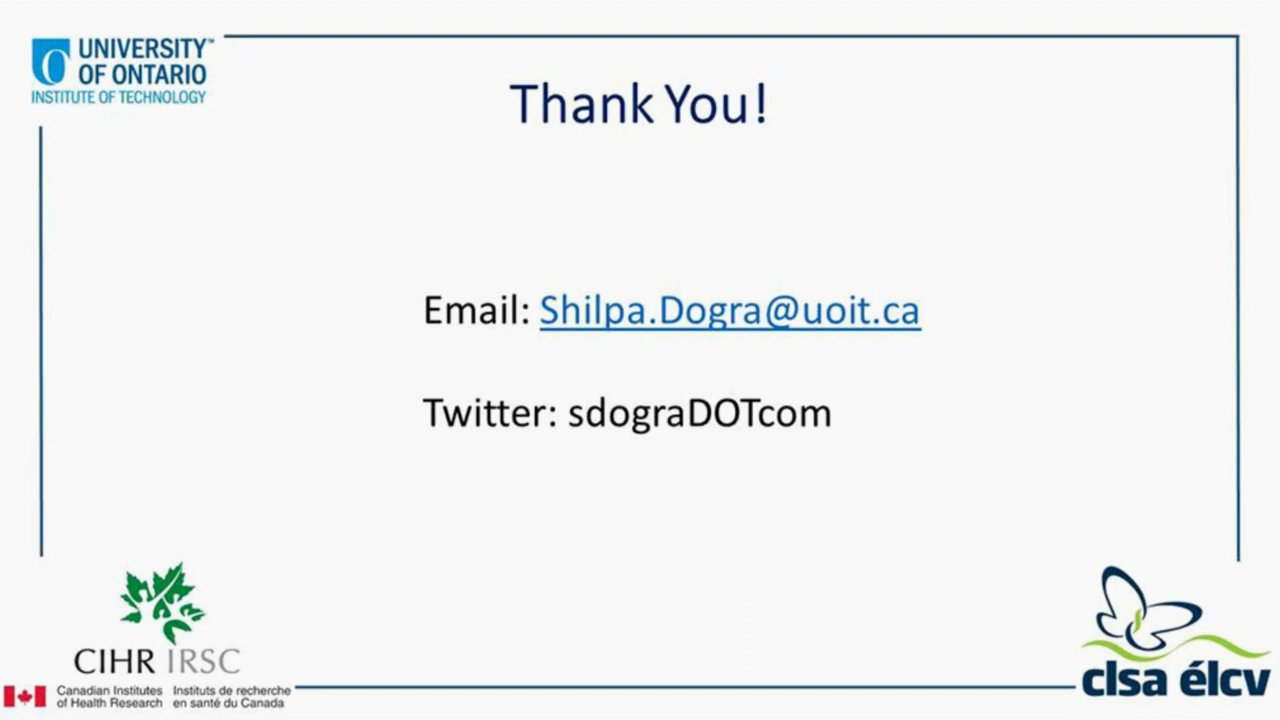 UNIVERSITY™
OF ONTARIO
INSTITUTE OF TECHNOLOGY
Thank You!
Email: Shilpa.Dogra@uoit.ca
Twitter: sdograDOTcom
CIHR IRSC
Canadian Institutes Instituts de recherche
of Health Research en santé du Canada
clsa élcv